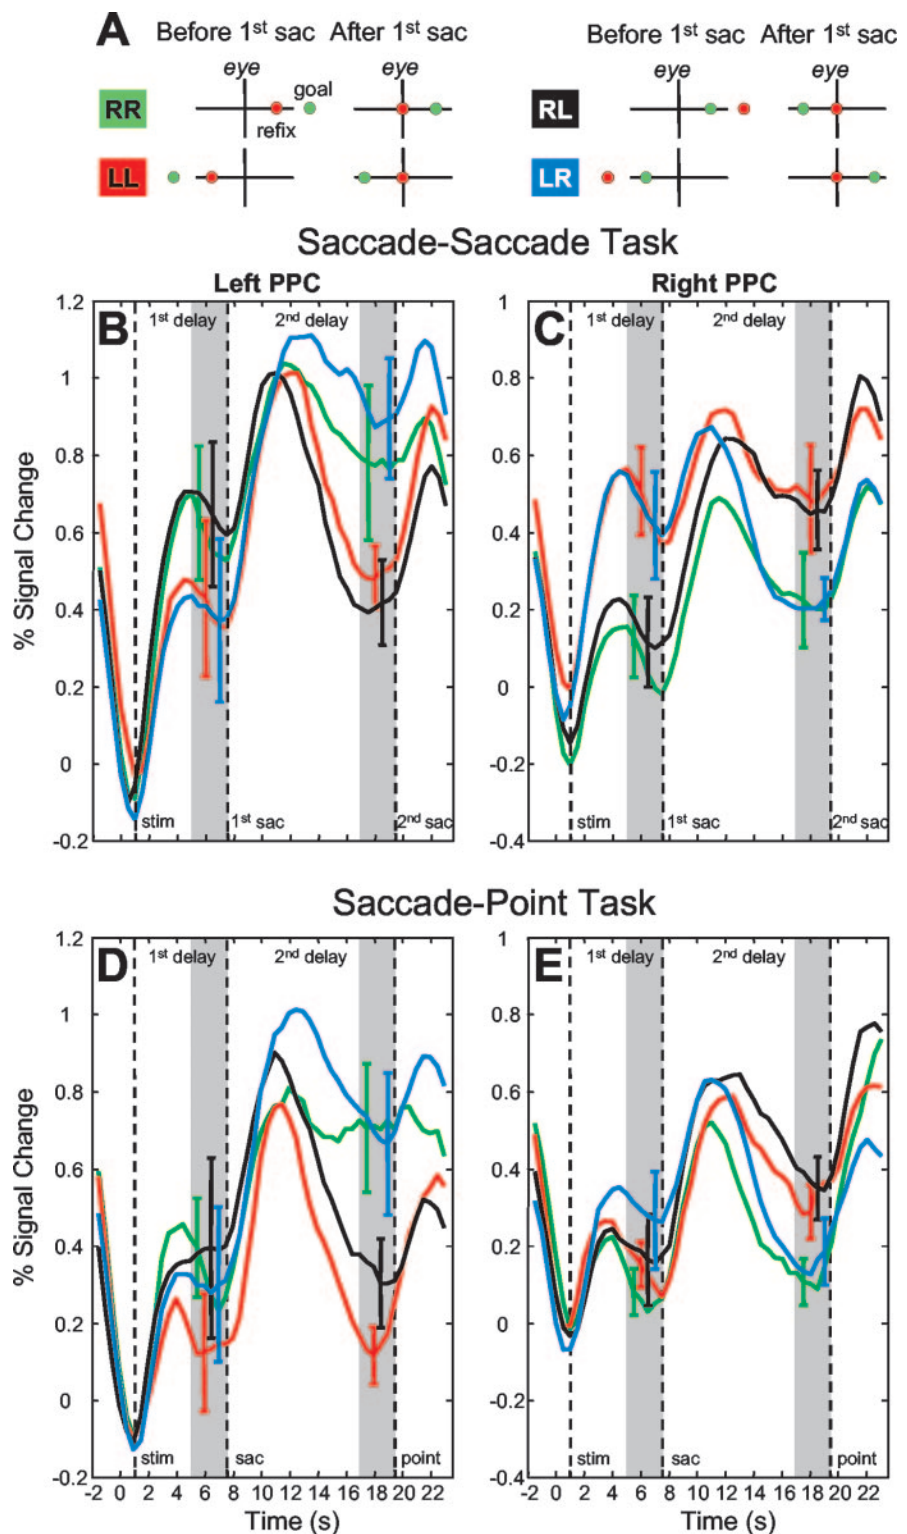 A
Before 1st sac After 1st sac Before 1st sac After 1st sac
eye eye eye eye
goal
RR RL
refix
LL LR
Saccade-Saccade Task
Left PPC Right PPC
B 1st delay 2nd delay C 1st delay 2nd delay
% Signal Change
1.2
1
0.8
0.6
0.4
0.2
0
-0.2
stim 1st sac 2nd sac
1
0.8
0.6
0.4
0.2
0
-0.2
-0.4
stim 1st sac 2nd sac
Saccade-Point Task
D 1st delay 2nd delay E 1st delay 2nd delay
% Signal Change
1.2
1
0.8
0.6
0.4
0.2
0
-0.2
stim sac point
1
0.8
0.6
0.4
0.2
0
-0.2
-0.4
stim sac point
-2 0 2 4 6 8 10 12 14 16 18 20 22 -2 0 2 4 6 8 10 12 14 16 18 20 22
Time (s) Time (s)